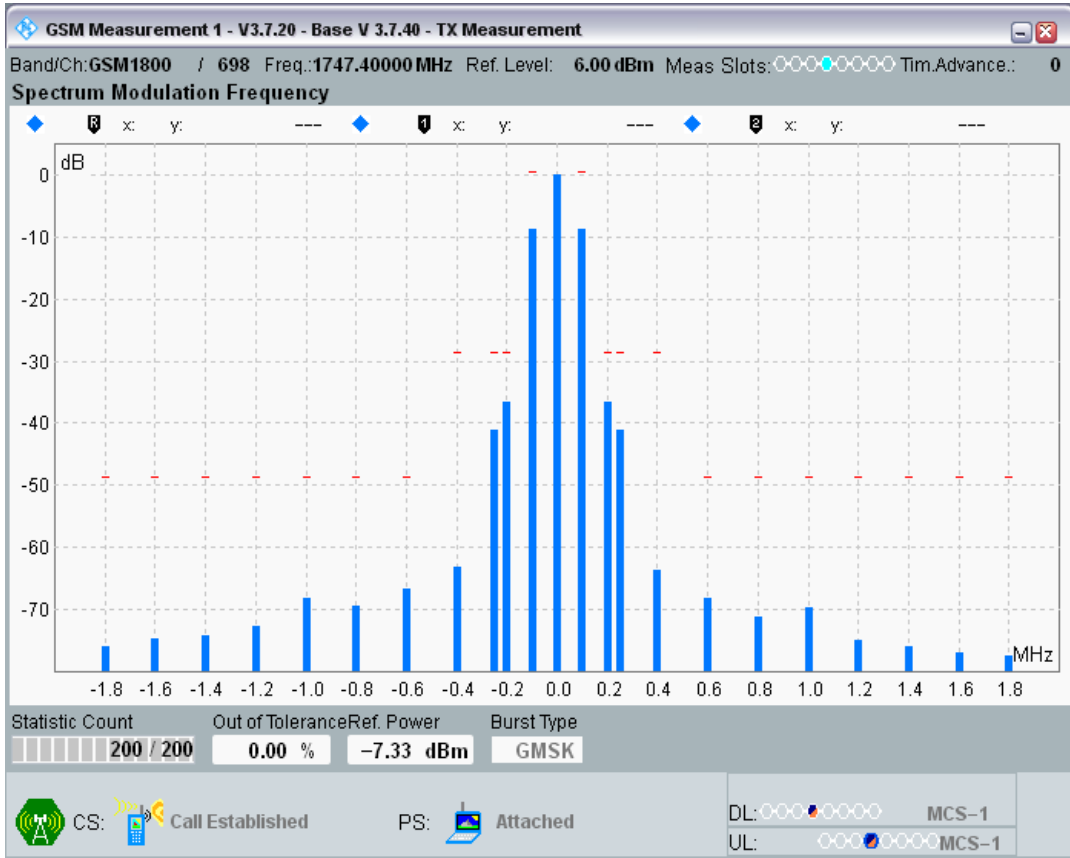 GSM Measurement 1 - V3.7.20 - Base V 3.7.40 - TX Measurement
Band/Ch:GSM1800 / 698 Freq.:1747.40000 MHz Ref. Level: 6.00 dBm Meas Slots: Tim.Advance.: 0
Spectrum Modulation Frequency
R x: y: --- 1 x: y: --- 2 x: y: ---
dB
0
-10
-20
-30
-40
-50
-60
-70
MHz
-1.8 -1.6 -1.4 -1.2 -1.0 -0.8 -0.6 -0.4 -0.2 0.0 0.2 0.4 0.6 0.8 1.0 1.2 1.4 1.6 1.8
Statistic Count Out of Tolerance Ref. Power Burst Type
200 / 200 0.00 % −7.33 dBm GMSK
CS: Call Established PS: Attached
DL: MCS−1
UL: MCS−1